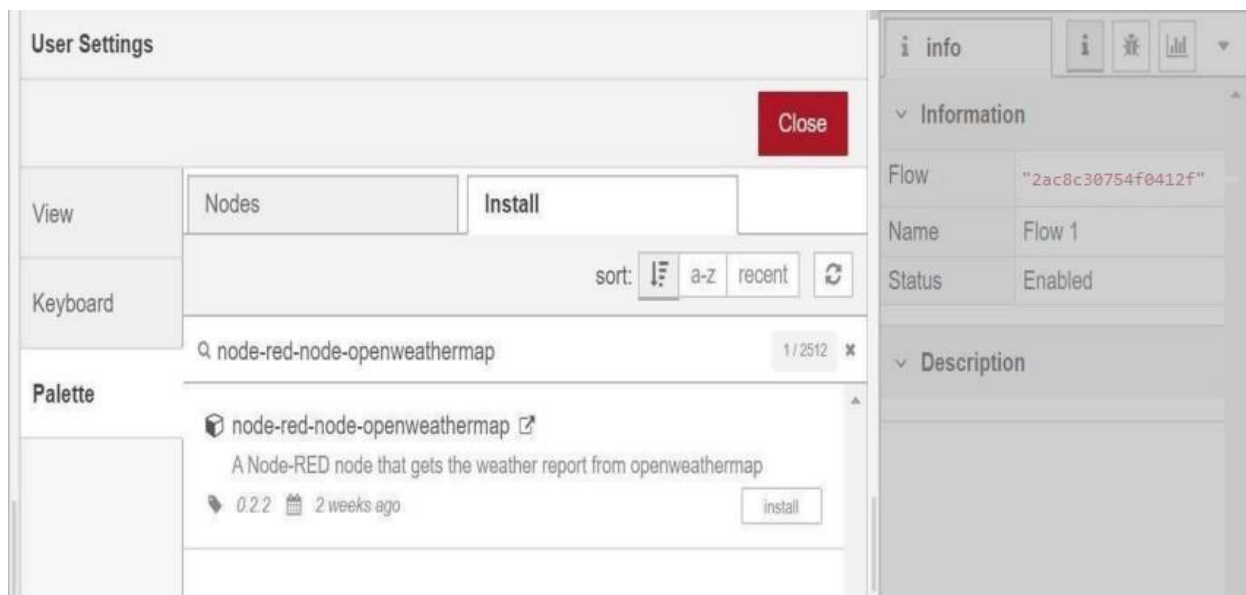 User Settings
Close
View
Keyboard
Palette
Nodes
Install
sort:
a-z
recent
node-red-node-openweathermap
1 / 2512
node-red-node-openweathermap
A Node-RED node that gets the weather report from openweathermap
0.2.2
2 weeks ago
install
i info
i
Information
Flow "2ac8c30754f0412f"
Name Flow 1
Status Enabled
Description